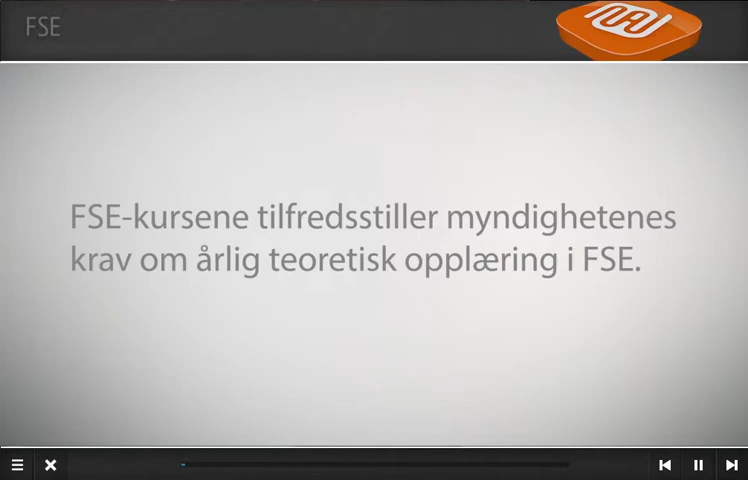 FSE
FSE-kursene tilfredsstiller myndighetenes
krav om årlig teoretisk opplæring i FSE.